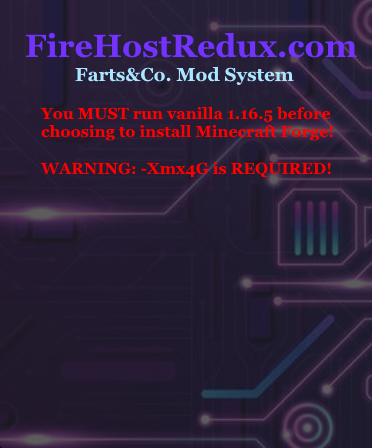 FireHostRedux.com
Farts&Co. Mod System
You MUST run vanilla 1.16.5 before
choosing to install Minecraft Forge!
WARNING: -Xmx4G is REQUIRED!